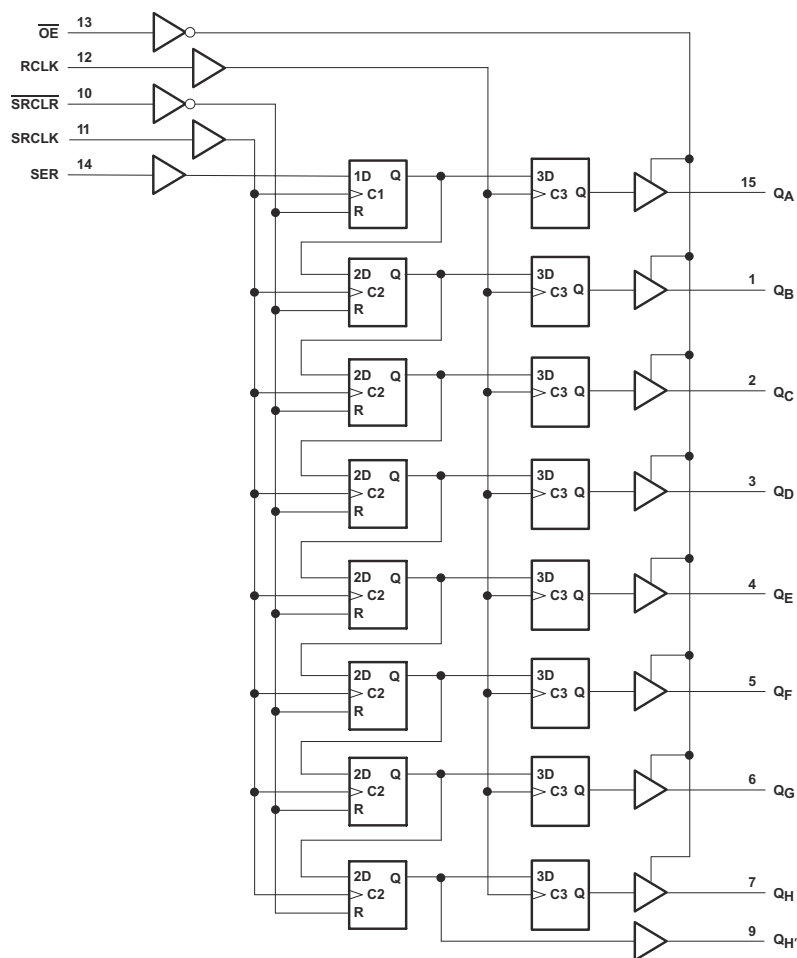 OE 13
RCLK 12
SRCLR 10
SRCLK 11
SER 14
1D Q 3D
C1 C3 Q 15 QA
R
2D Q 3D
C2 C3 Q 1 QB
R
2D Q 3D
C2 C3 Q 2 QC
R
2D Q 3D
C2 C3 Q 3 QD
R
2D Q 3D
C2 C3 Q 4 QE
R
2D Q 3D
C2 C3 Q 5 QF
R
2D Q 3D
C2 C3 Q 6 QG
R
2D Q 3D
C2 C3 Q 7 QH
R
9 QH′